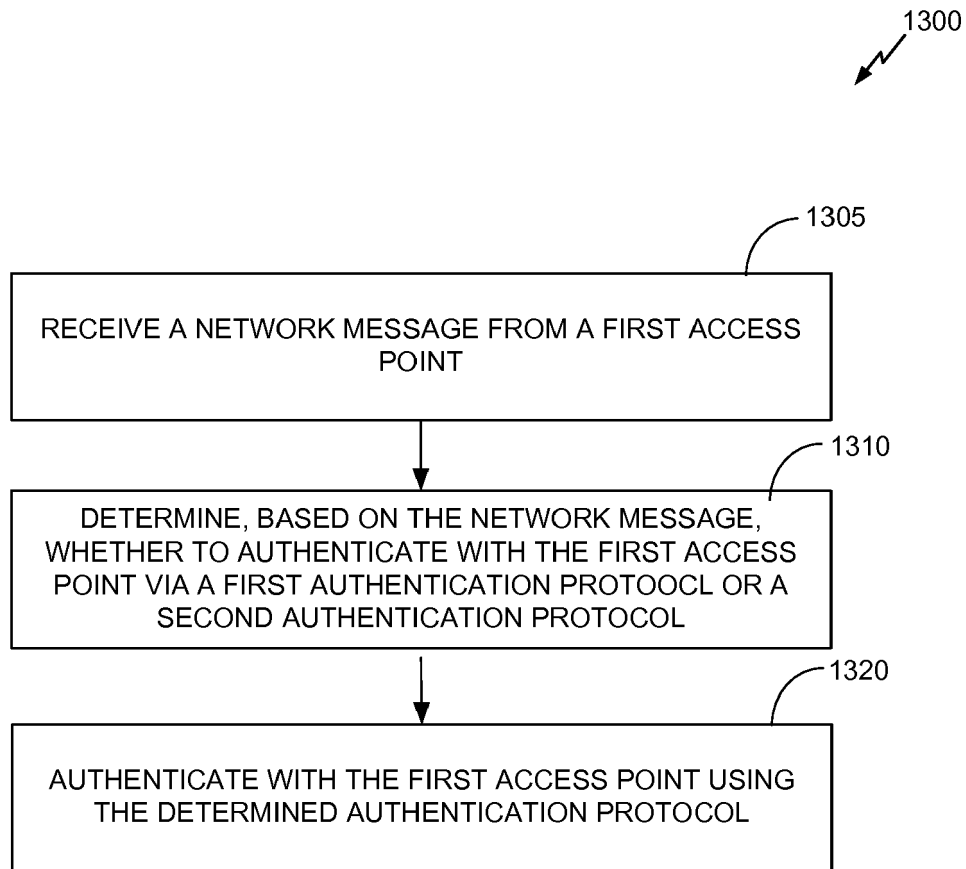 1300
1305
RECEIVE A NETWORK MESSAGE FROM A FIRST ACCESS
POINT
1310
DETERMINE, BASED ON THE NETWORK MESSAGE,
WHETHER TO AUTHENTICATE WITH THE FIRST ACCESS
POINT VIA A FIRST AUTHENTICATION PROTOOCL OR A
SECOND AUTHENTICATION PROTOCOL
1320
AUTHENTICATE WITH THE FIRST ACCESS POINT USING
THE DETERMINED AUTHENTICATION PROTOCOL